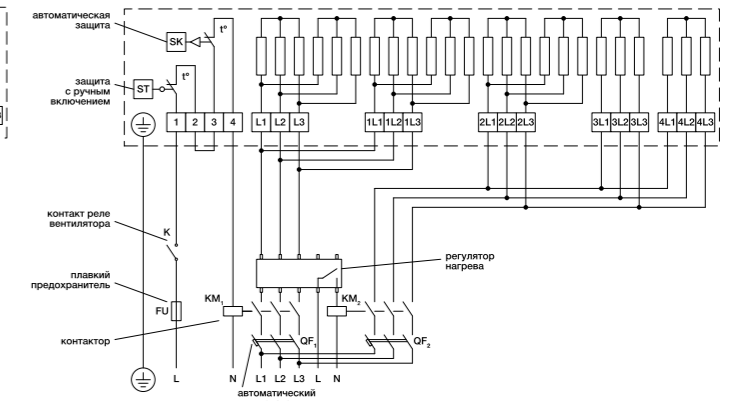 автоматическая
защита
SK
t°
защита
с ручным
включением
ST
t°
1 2 3 4 L1 L2 L3 1L1 1L2 1L3 2L1 2L2 2L3 3L1 3L2 3L3 4L1 4L2 4L3
контакт реле
вентилятора
K
регулятор
нагрева
плавкий
предохранитель
FU
KM1
KM2
контактор
QF1
QF2
L N L1 L2 L3 L N
автоматический